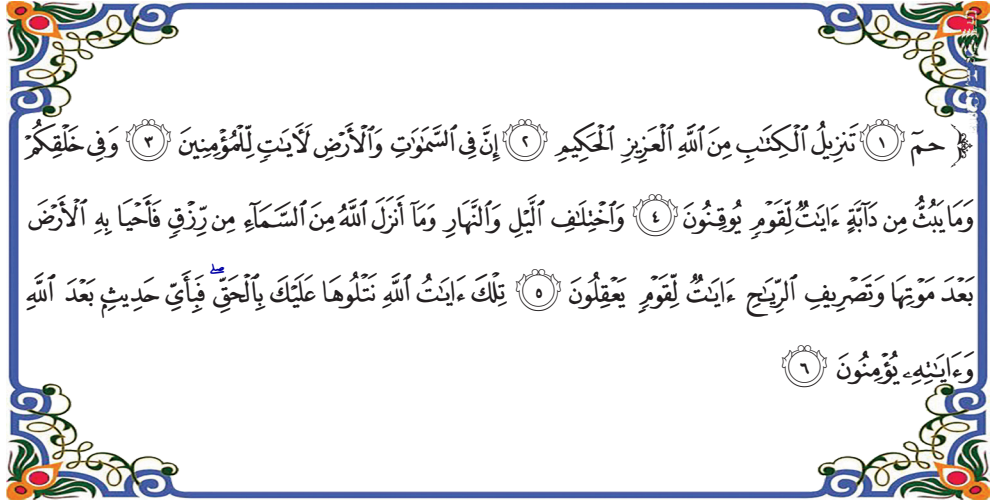 ﴿ حمٓ ١ تَنزِيلُ ٱلۡكِتَٰبِ مِنَ ٱللَّهِ ٱلۡعَزِيزِ ٱلۡحَكِيمِ ٢ إِنَّ فِي ٱلسَّمَٰوَٰتِ وَٱلۡأَرۡضِ لَأٓيَٰتٖ لِّلۡمُؤۡمِنِينَ ٣ وَفِي خَلۡقِكُمۡ
وَمَا يَبُثُّ مِن دَآبَّةٍ ءَايَٰتٞ لِّقَوۡمٖ يُوقِنُونَ ٤ وَٱخۡتِلَٰفِ ٱلَّيۡلِ وَٱلنَّهَارِ وَمَآ أَنزَلَ ٱللَّهُ مِنَ ٱلسَّمَآءِ مِن رِّزۡقٖ فَأَحۡيَا بِهِ ٱلۡأَرۡضَ
بَعۡدَ مَوۡتِهَا وَتَصۡرِيفِ ٱلرِّيَٰحِ ءَايَٰتٞ لِّقَوۡمٖ يَعۡقِلُونَ ٥ تِلۡكَ ءَايَٰتُ ٱللَّهِ نَتۡلُوهَا عَلَيۡكَ بِٱلۡحَقِّۖ فَبِأَيِّ حَدِيثِۭ بَعۡدَ ٱللَّهِ
وَءَايَٰتِهِۦ يُؤۡمِنُونَ ٦